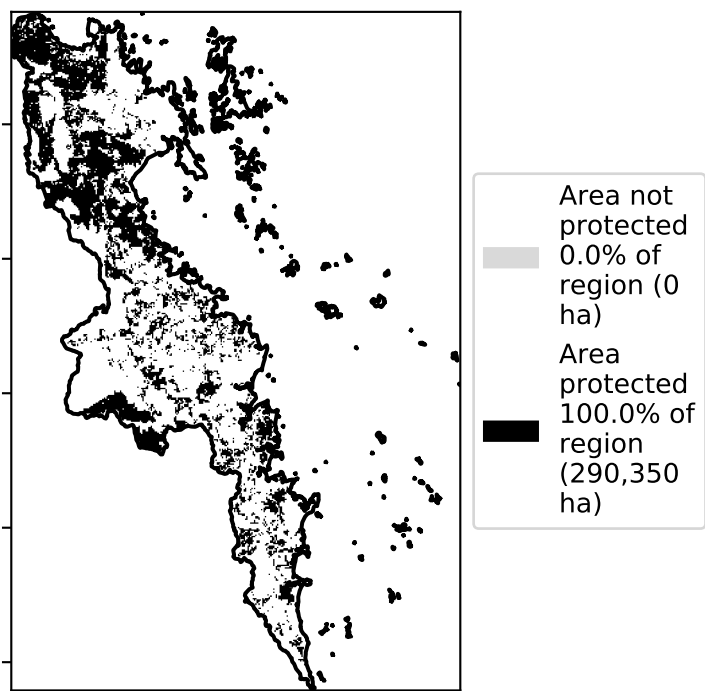 Area not
protected
0.0% of
region (0
ha)
Area
protected
100.0% of
region
(290,350
ha)